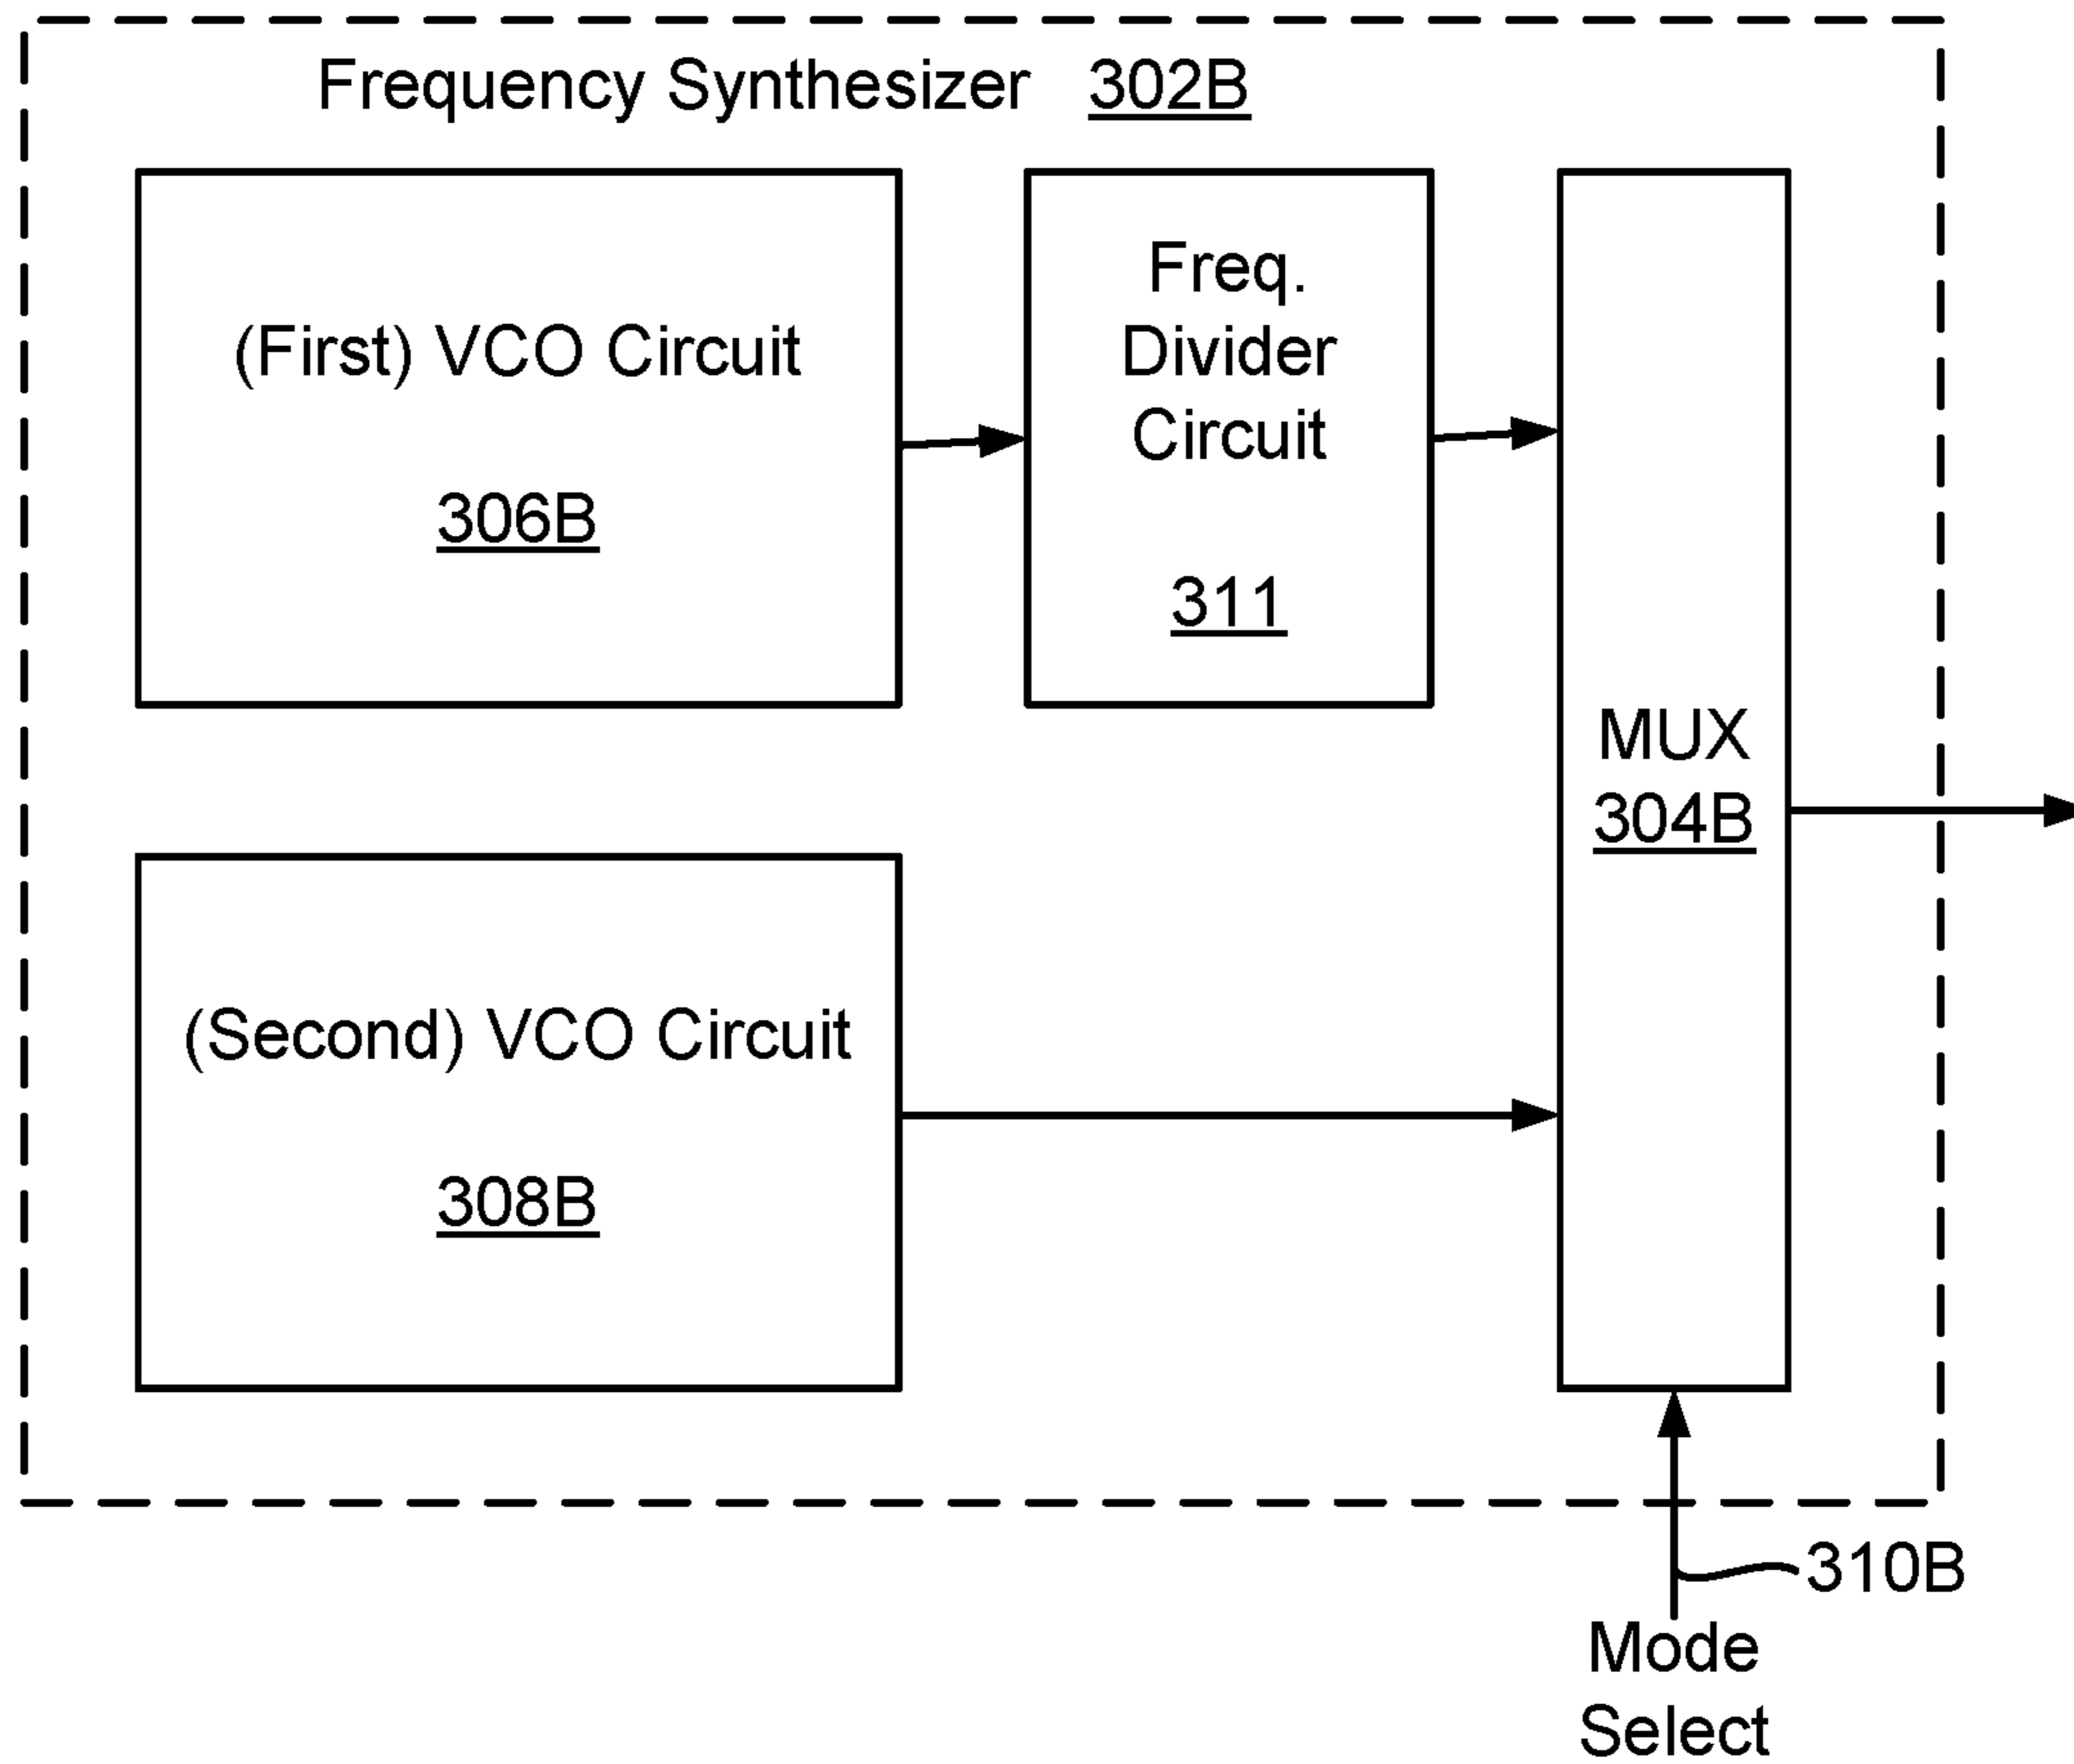 Frequency Synthesizer 302B
(First) VCO Circuit
306B
Freq.
Divider
Circuit
311
MUX
304B
(Second) VCO Circuit
308B
310B
Mode
Select